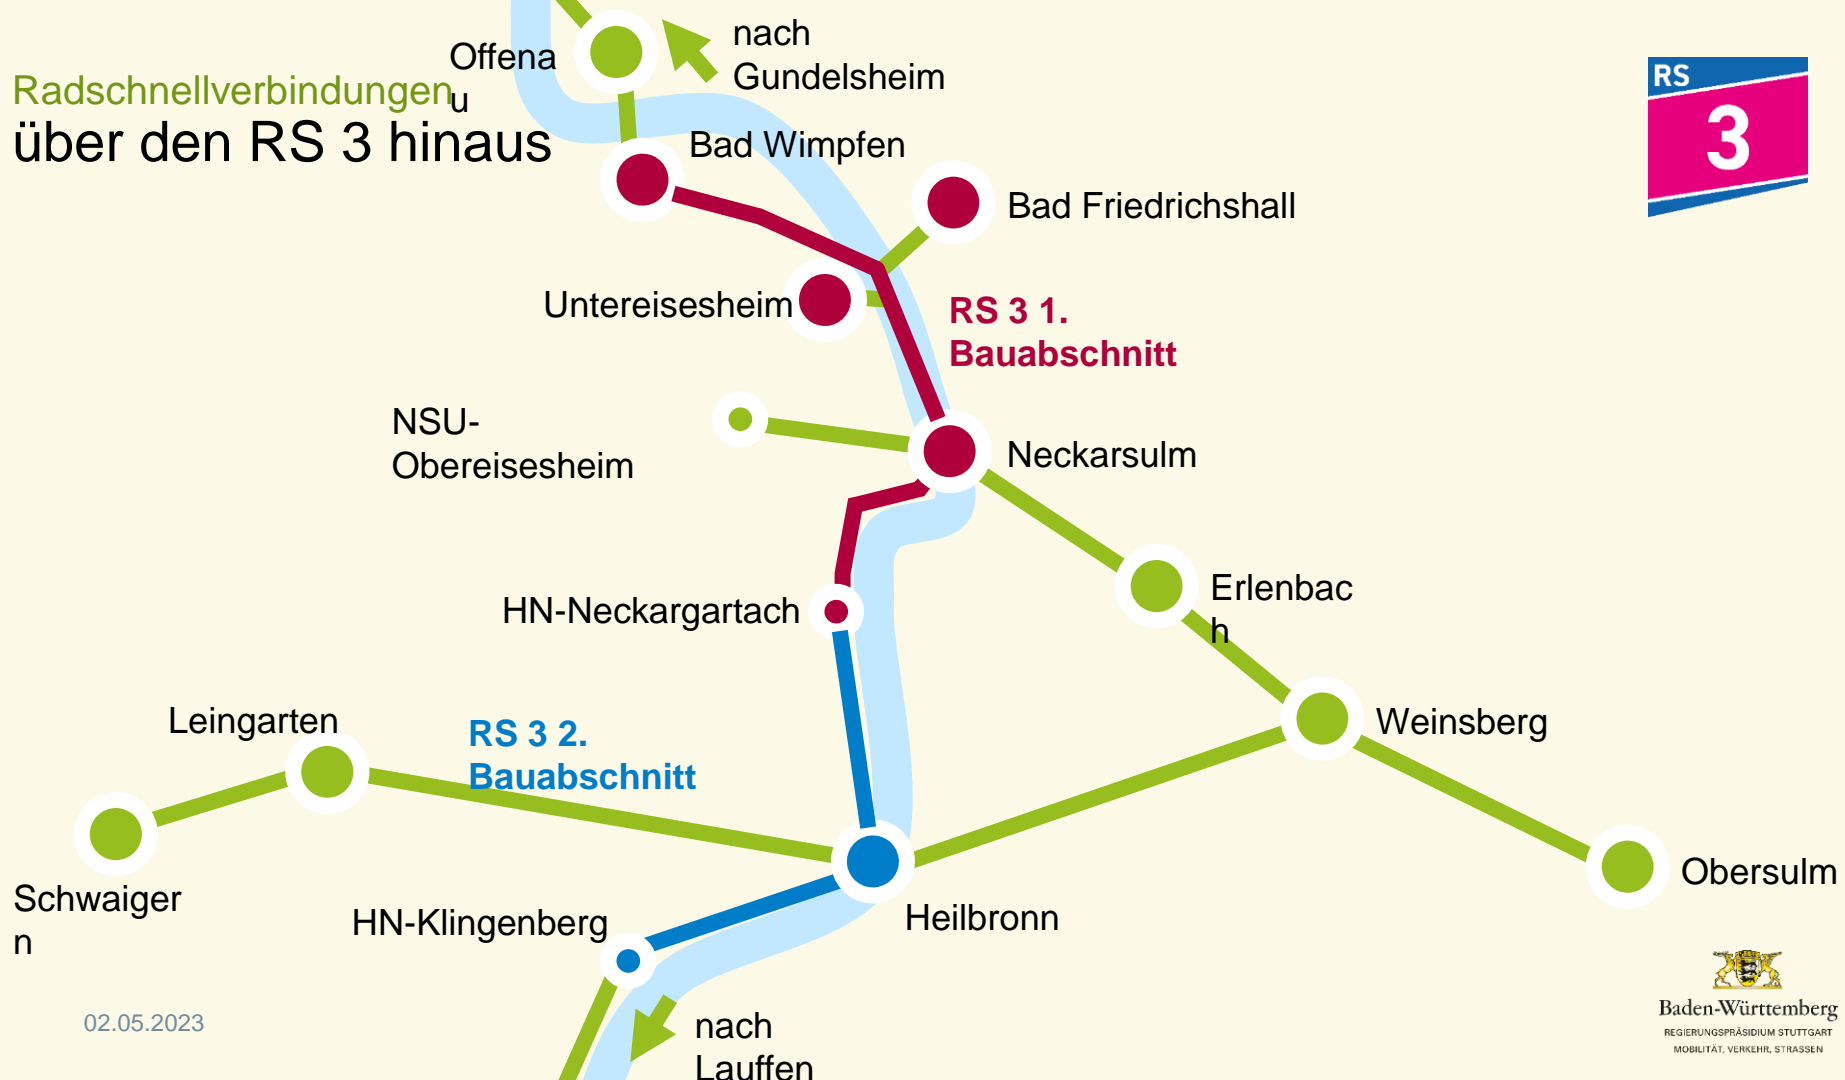 Radschnellverbindungen
über den RS 3 hinaus
Offena
u
nach
Gundelsheim
RS
3
Bad Wimpfen
Bad Friedrichshall
Untereisesheim
RS 3 1.
Bauabschnitt
NSU-
Obereisesheim
Neckarsulm
HN-Neckargartach
Erlenbac
h
Leingarten
RS 3 2.
Bauabschnitt
Weinsberg
Schwaiger
n
HN-Klingenberg
Heilbronn
Obersulm
02.05.2023
nach
Lauffen
Baden-Württemberg
REGIERUNGSPRÄSIDIUM STUTTGART
MOBILITÄT, VERKEHR, STRASSEN